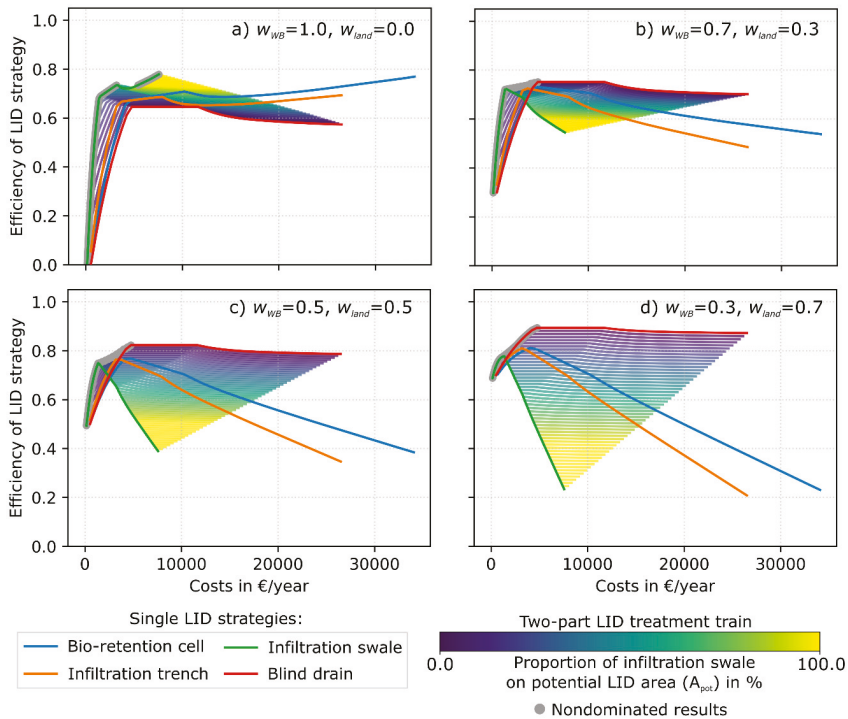 a) w_WB=1.0, w_land=0.0
b) w_WB=0.7, w_land=0.3
Efficiency of LID strategy
1.0
0.8
0.6
0.4
0.2
0.0
c) w_WB=0.5, w_land=0.5
d) w_WB=0.3, w_land=0.7
Efficiency of LID strategy
1.0
0.8
0.6
0.4
0.2
0.0
0 10000 20000 30000
0 10000 20000 30000
Costs in €/year
Costs in €/year
Single LID strategies:
Bio-retention cell
Infiltration swale
Infiltration trench
Blind drain
Two-part LID treatment train
0.0 100.0
Proportion of infiltration swale
on potential LID area (A_pot) in %
Nondominated results